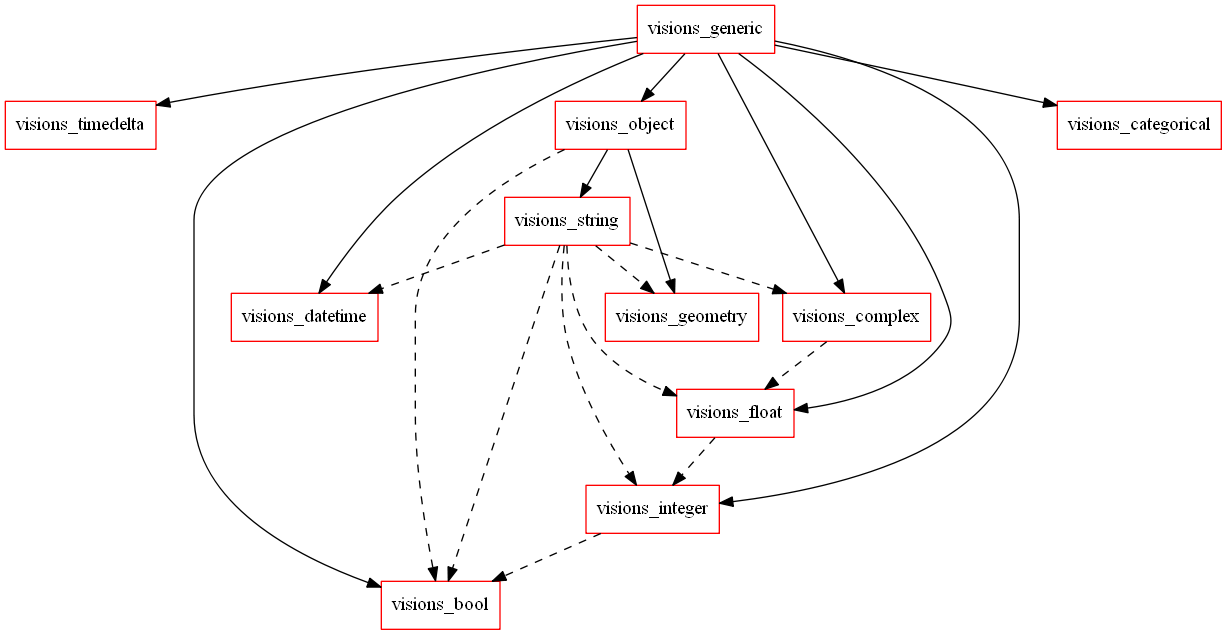 visions_generic
visions_timedelta
visions_object
visions_categorical
visions_string
visions_datetime
visions_geometry
visions_complex
visions_float
visions_integer
visions_bool